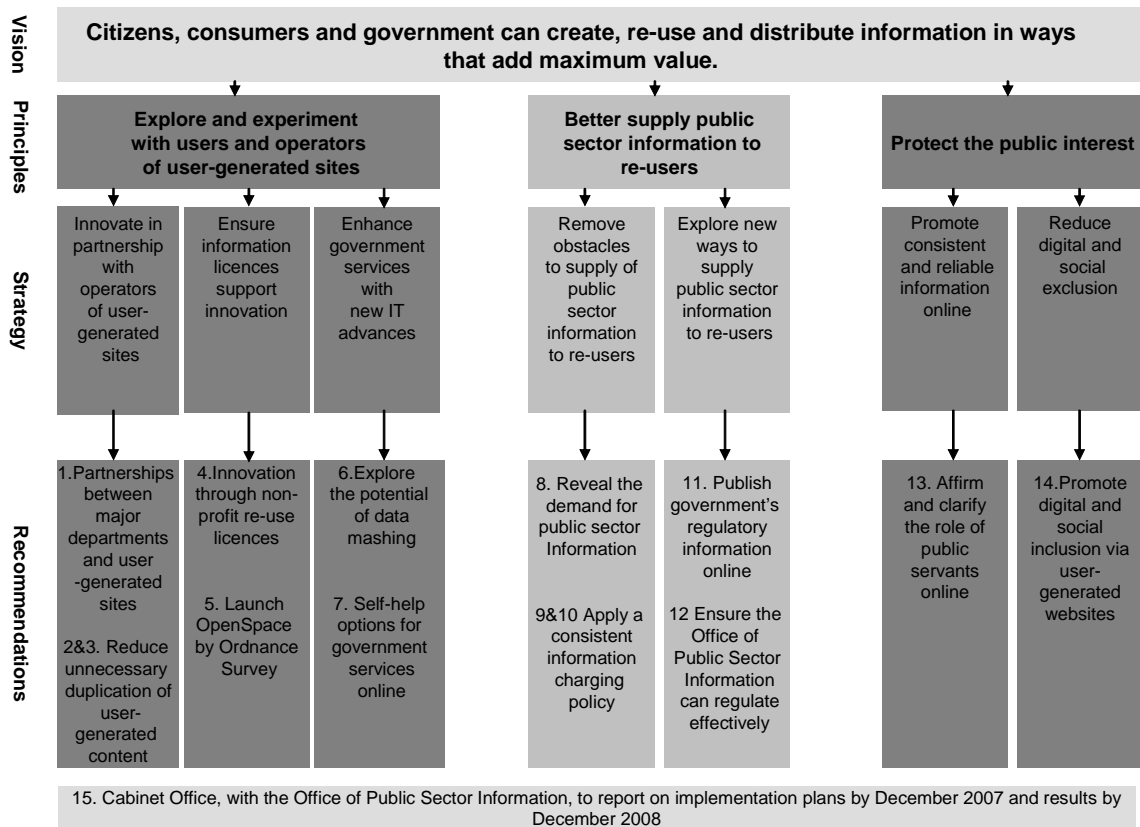 Vision
Citizens, consumers and government can create, re-use and distribute information in ways
that add maximum value.
Principles
Explore and experiment
with users and operators
of user-generated sites
Better supply public
sector information to
re-users
Protect the public interest
Strategy
Innovate in
partnership
with
operators
of user-
generated
sites
Ensure
information
licences
support
innovation
Enhance
government
services
with
new IT
advances
Remove
obstacles
to supply of
public
sector
information
to re-users
Explore new
ways to
supply
public sector
information
to re-users
Promote
consistent
and reliable
information
online
Reduce
digital and
social
exclusion
Recommendations
1.Partnerships
between
major
departments
and user
-generated
sites
2&3. Reduce
unnecessary
duplication of
user-
generated
content
4.Innovation
through non-
profit re-use
licences
5. Launch
OpenSpace
by Ordnance
Survey
6.Explore
the potential
of data
mashing
7. Self-help
options for
government
services
online
8. Reveal the
demand for
public sector
Information
9&10 Apply a
consistent
information
charging
policy
11. Publish
government's
regulatory
information
online
12 Ensure the
Office of
Public Sector
Information
can regulate
effectively
13. Affirm
and clarify
the role of
public
servants
online
14.Promote
digital and
social
inclusion via
user-
generated
websites
15. Cabinet Office, with the Office of Public Sector Information, to report on implementation plans by December 2007 and results by
December 2008